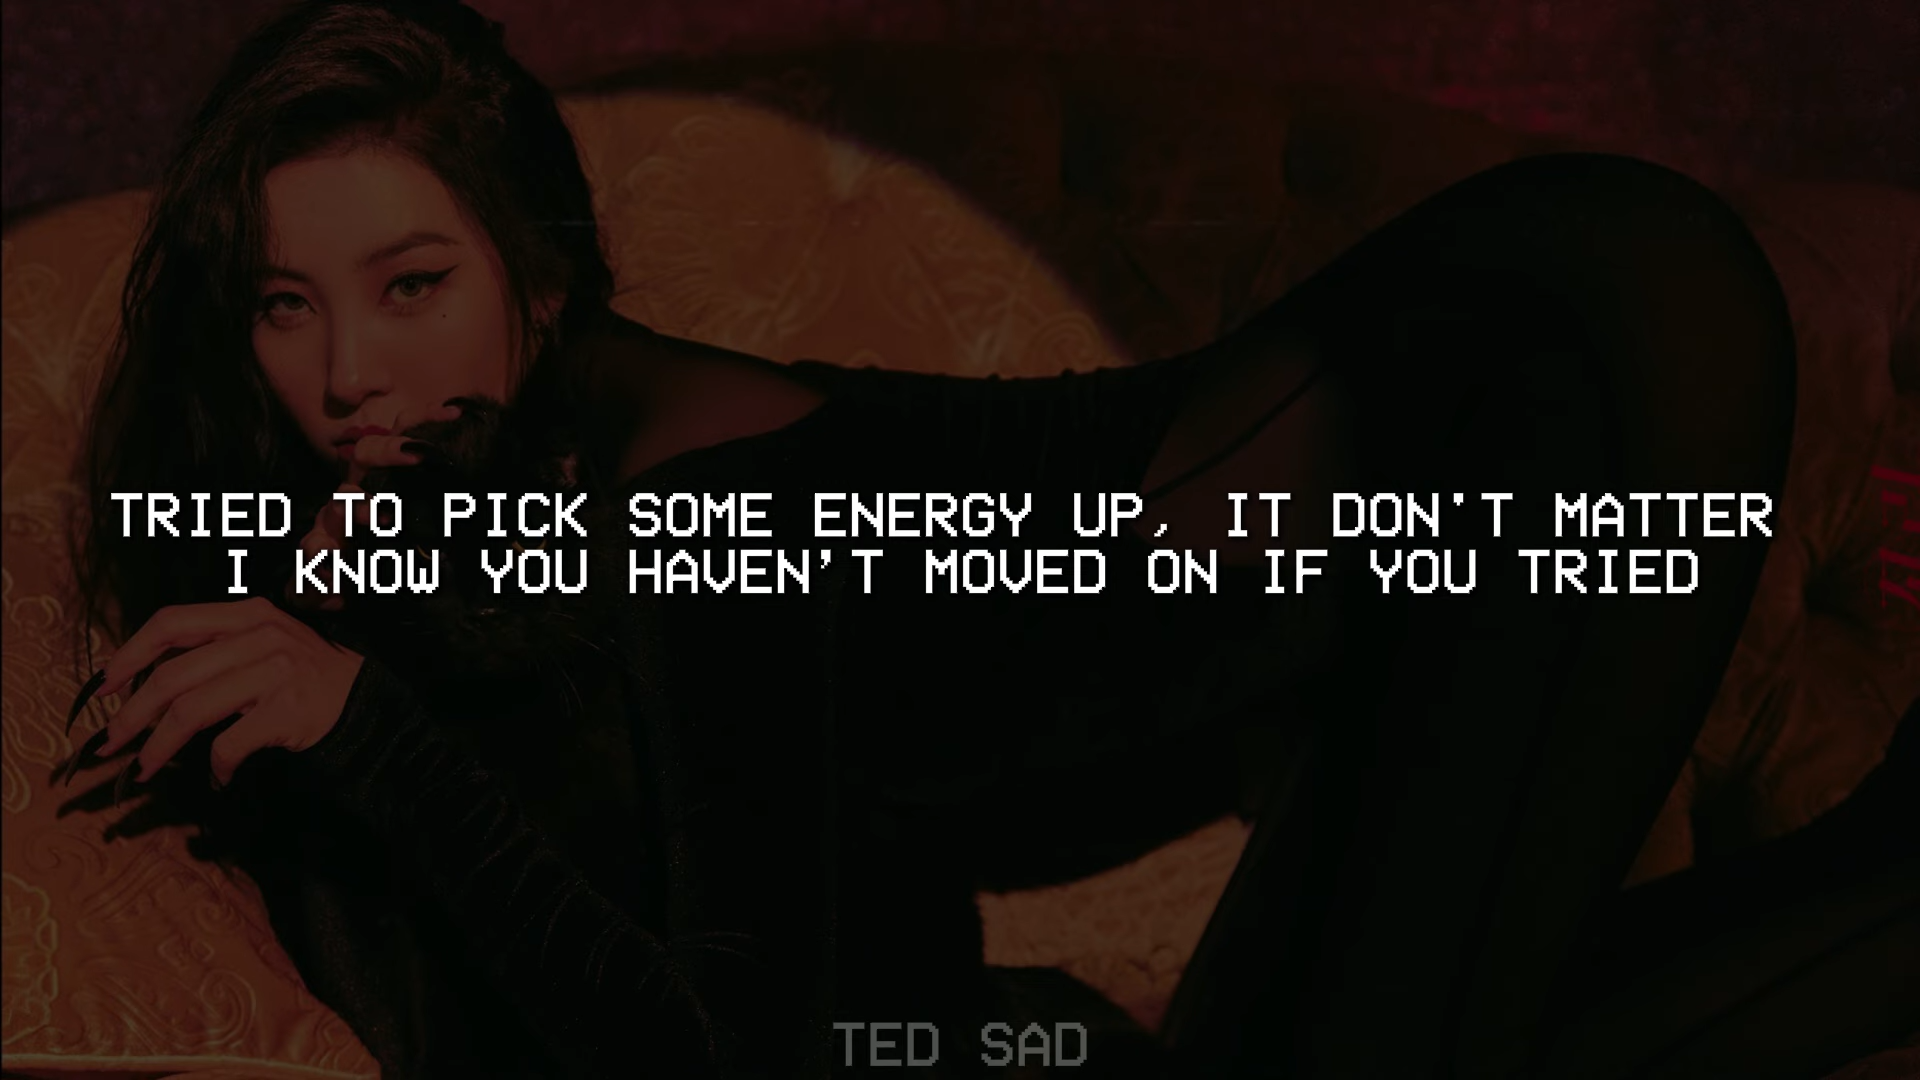 TRIED TO PICK SOME ENERGY UP, IT DON'T MATTER
I KNOW YOU HAVEN'T MOVED ON IF YOU TRIED
TED SAD